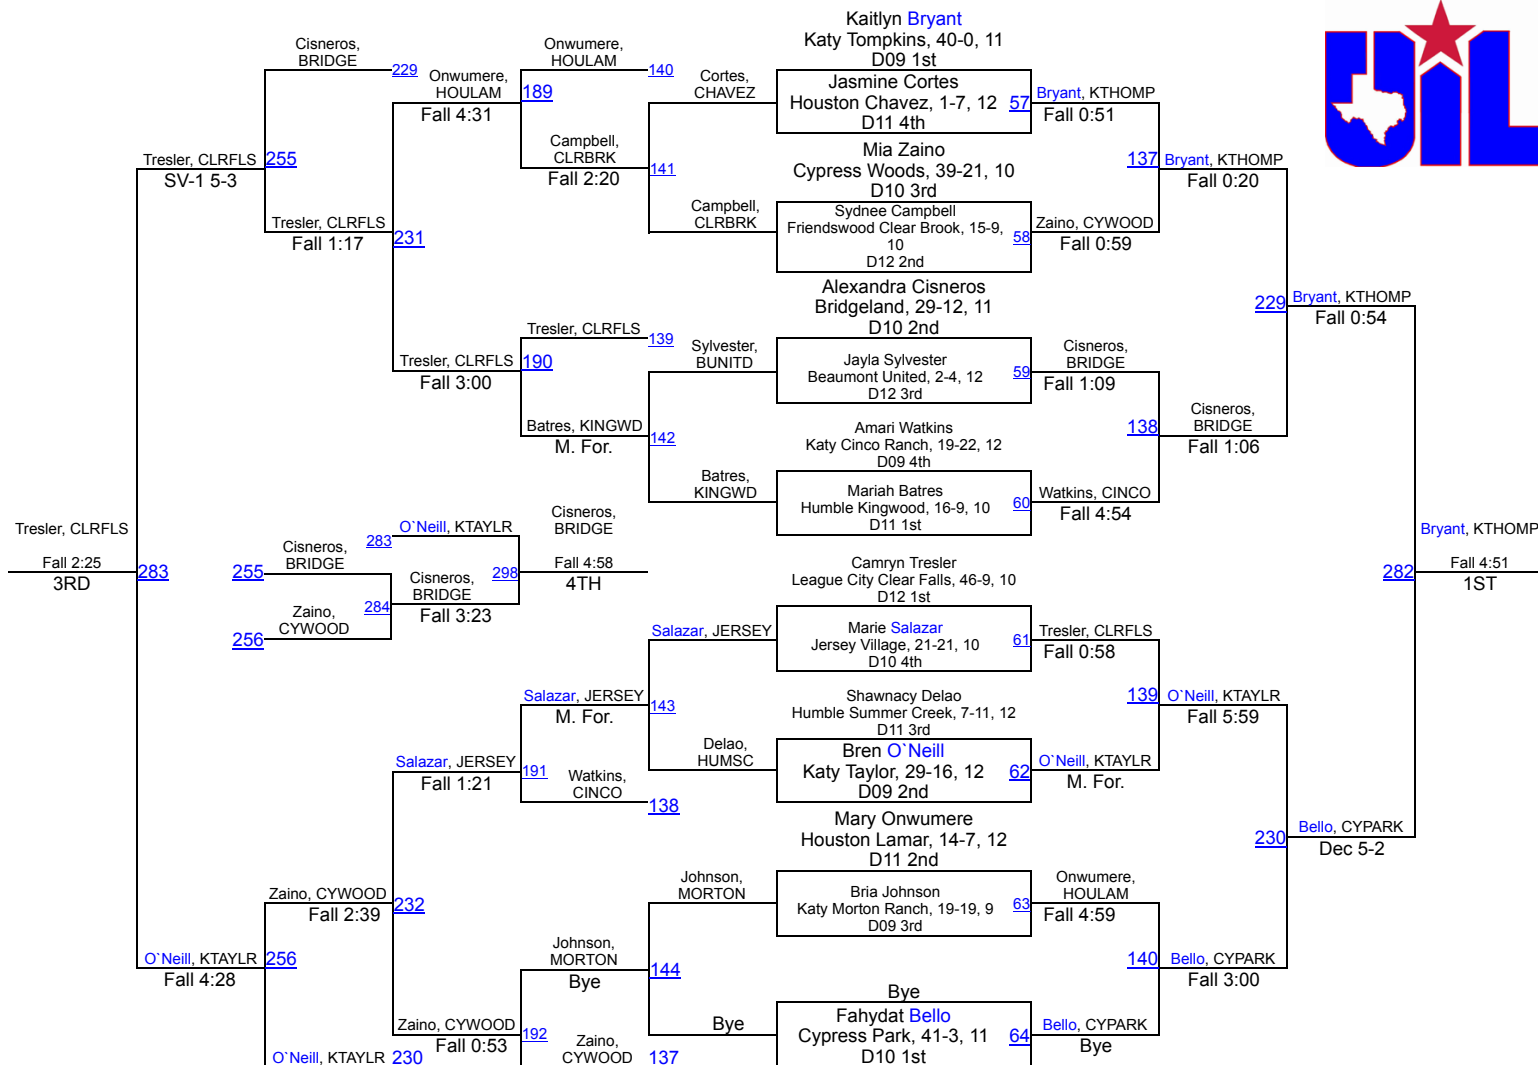 Cisneros,
BRIDGE
229
Onwumere,
HOULAM
Fall 4:31
189
Onwumere,
HOULAM
140
Campbell,
CLRBRK
Fall 2:20
141
Cortes,
CHAVEZ
Campbell,
CLRBRK
Kaitlyn Bryant
Katy Tompkins, 40-0, 11
D09 1st
Jasmine Cortes
Houston Chavez, 1-7, 12
D11 4th
57
Bryant, KTHOMP
Fall 0:51
Mia Zaino
Cypress Woods, 39-21, 10
D10 3rd
Sydnee Campbell
Friendswood Clear Brook, 15-9,
10
D12 2nd
58
Zaino, CYWOOD
Fall 0:59
137
Bryant, KTHOMP
Fall 0:20
UIL
Tresler, CLRFLS
SV-1 5-3
255
Tresler, CLRFLS
Fall 1:17
231
Tresler, CLRFLS
Fall 3:00
190
Tresler, CLRFLS
139
Batres, KINGWD
M. For.
142
Sylvester,
BUNITD
Batres,
KINGWD
Alexandra Cisneros
Bridgeland, 29-12, 11
D10 2nd
Jayla Sylvester
Beaumont United, 2-4, 12
D12 3rd
59
Cisneros,
BRIDGE
Fall 1:09
Amari Watkins
Katy Cinco Ranch, 19-22, 12
D09 4th
Mariah Batres
Humble Kingwood, 16-9, 10
D11 1st
60
Watkins, CINCO
Fall 4:54
138
Cisneros,
BRIDGE
Fall 1:06
229
Bryant, KTHOMP
Fall 0:54
Tresler, CLRFLS
Fall 2:25
3RD
283
255
Cisneros,
BRIDGE
256
Zaino,
CYWOOD
283
O`Neill, KTAYLR
284
Cisneros,
BRIDGE
Fall 3:23
298
Cisneros,
BRIDGE
Fall 4:58
4TH
282
Bryant, KTHOMP
Fall 4:51
1ST
Camryn Tresler
League City Clear Falls, 46-9, 10
D12 1st
Marie Salazar
Jersey Village, 21-21, 10
D10 4th
61
Tresler, CLRFLS
Fall 0:58
Salazar, JERSEY
Salazar, JERSEY
M. For.
143
Delao,
HUMSC
Shawnacy Delao
Humble Summer Creek, 7-11, 12
D11 3rd
Bren O`Neill
Katy Taylor, 29-16, 12
D09 2nd
62
O`Neill, KTAYLR
M. For.
139
O`Neill, KTAYLR
Fall 5:59
Salazar, JERSEY
Fall 1:21
191
Watkins,
CINCO
138
Mary Onwumere
Houston Lamar, 14-7, 12
D11 2nd
Bria Johnson
Katy Morton Ranch, 19-19, 9
D09 3rd
63
Onwumere,
HOULAM
Fall 4:59
230
Bello, CYPARK
Dec 5-2
Zaino, CYWOOD
Fall 2:39
232
Johnson,
MORTON
Johnson,
MORTON
Bye
144
Bye
O`Neill, KTAYLR
Fall 4:28
256
Bye
Fahydat Bello
Cypress Park, 41-3, 11
D10 1st
64
Bello, CYPARK
Bye
140
Bello, CYPARK
Fall 3:00
Zaino, CYWOOD
Fall 0:53
192
Zaino,
CYWOOD
137
O`Neill, KTAYLR
230